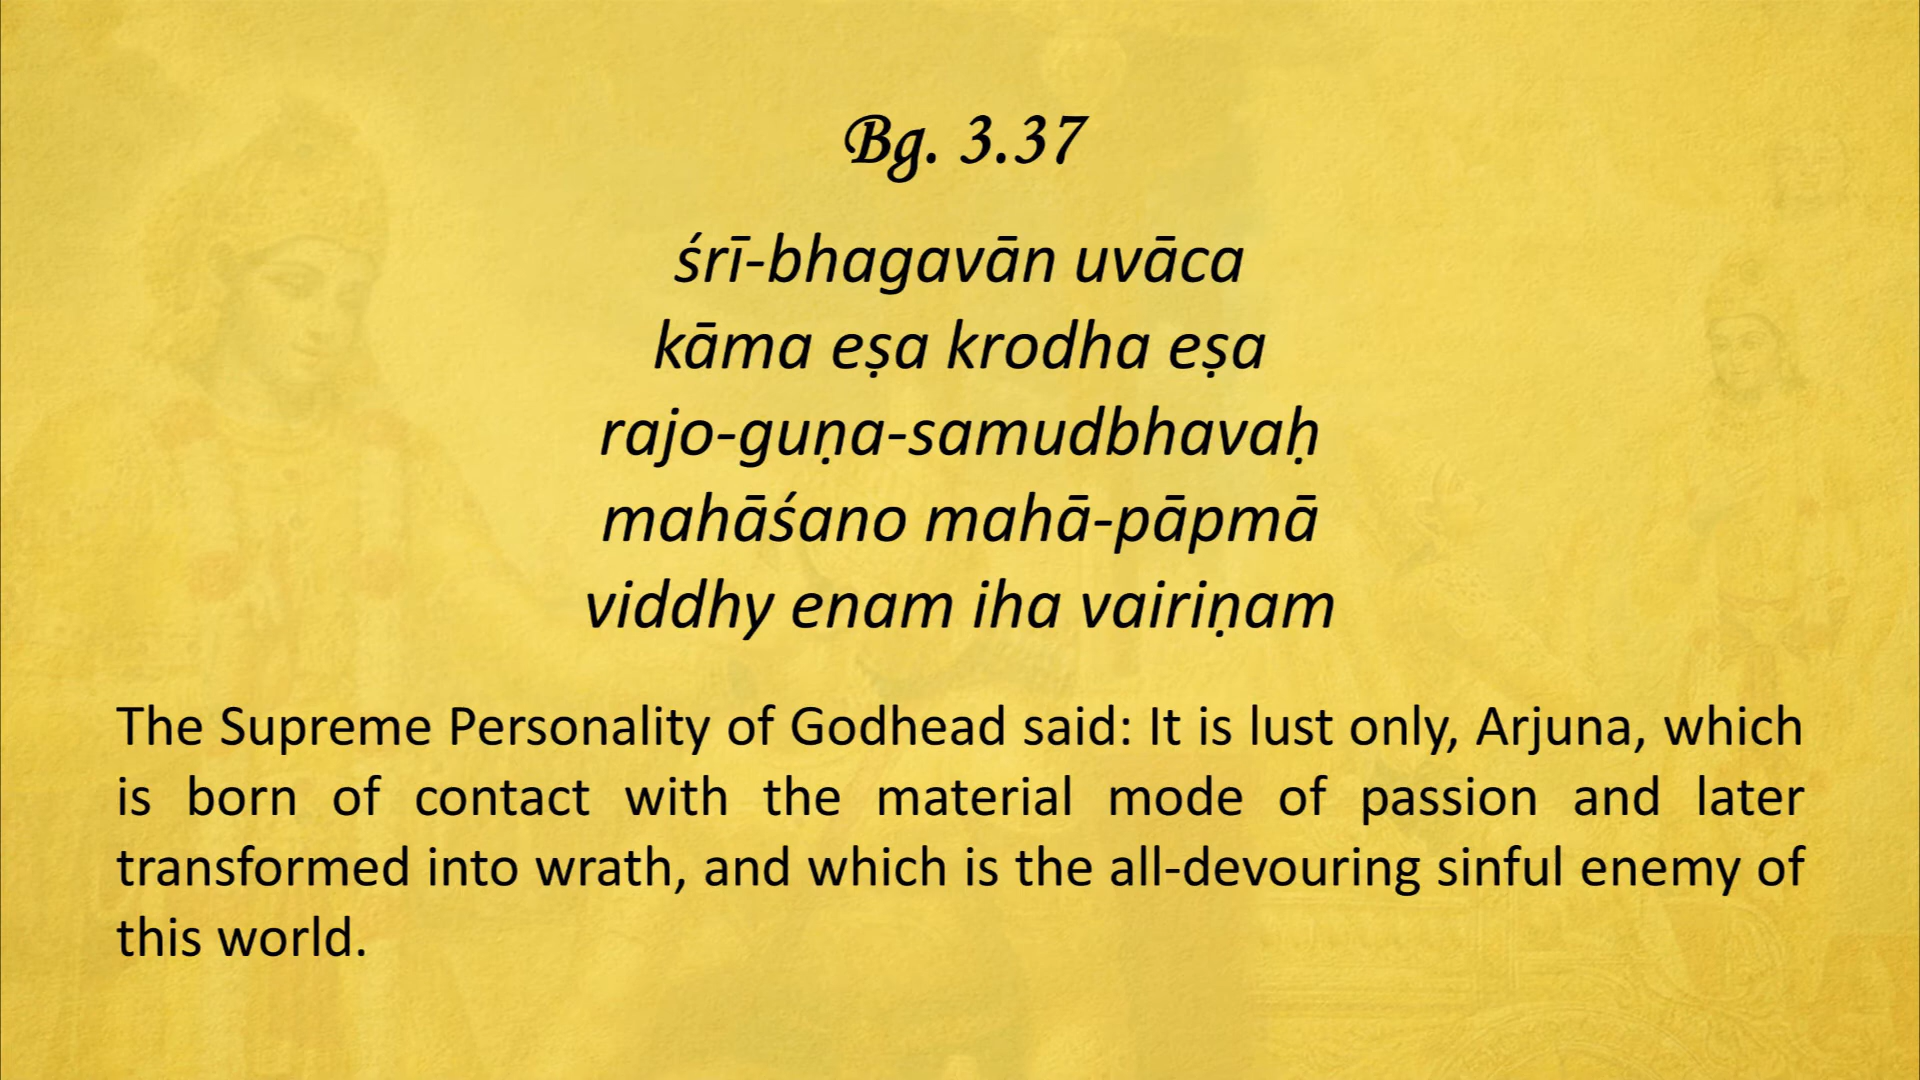 Bg. 3.37
śrī-bhagavān uvāca
kāma eṣa krodha eṣa
rajo-guṇa-samudbhavaḥ
mahāśano mahā-pāpmā
viddhy enam iha vairiṇam
The Supreme Personality of Godhead said: It is lust only, Arjuna, which
is born of contact with the material mode of passion and later
transformed into wrath, and which is the all-devouring sinful enemy of
this world.